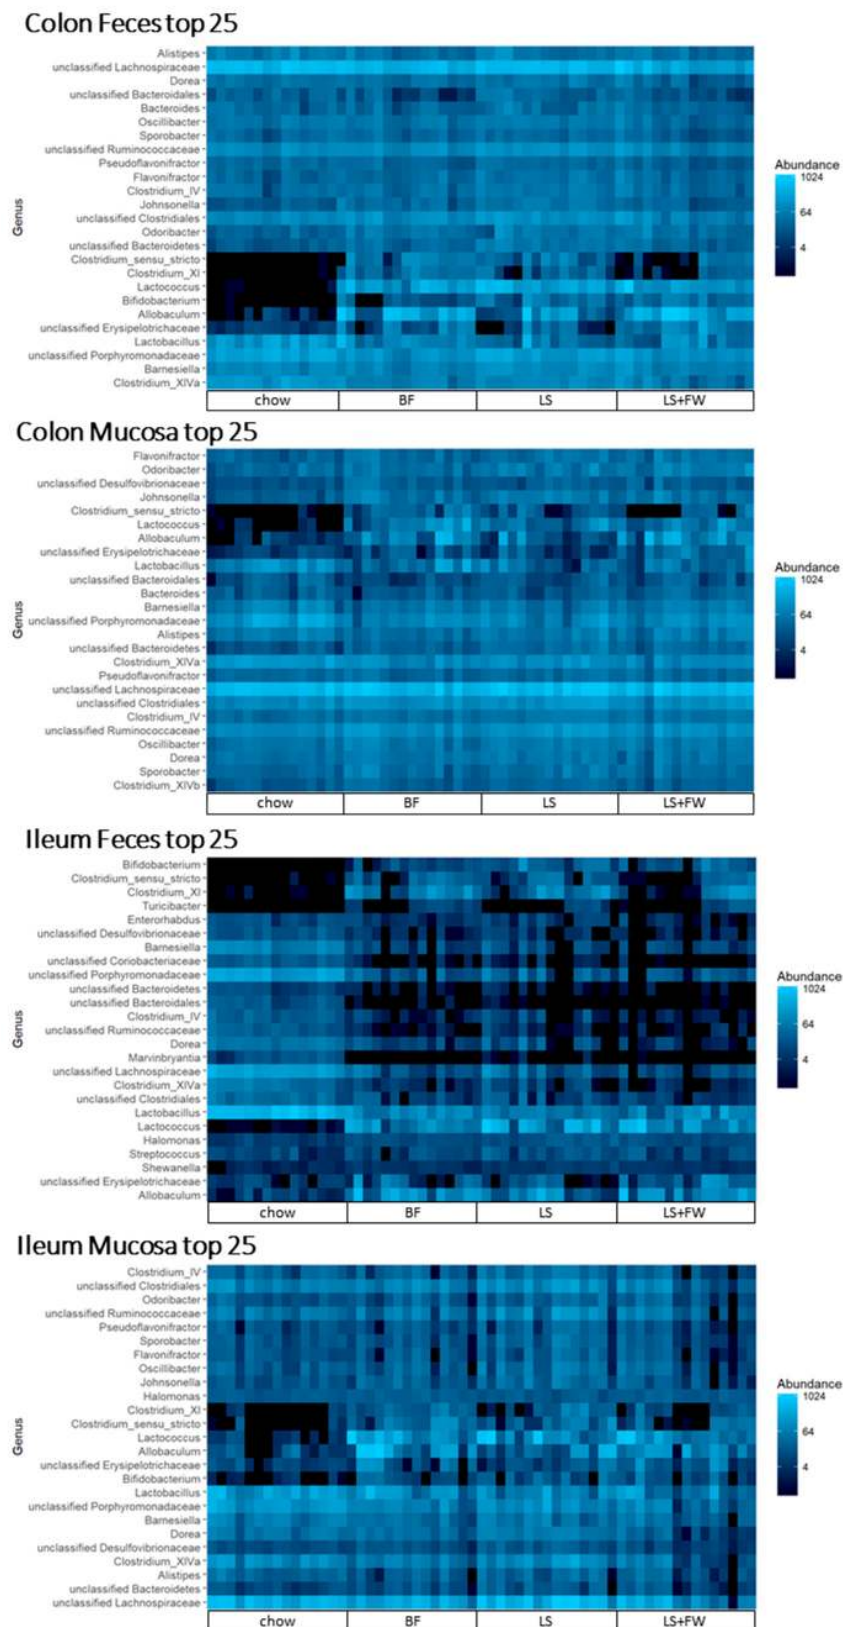 Colon Feces top 25
Alistipes
unclassified Lachnospiraceae
Dorea
unclassified Bacteroidales
Bacteroides
Oscillibacter
Sporobacter
unclassified Ruminococcaceae
Pseudoflavonifractor
Flavonifractor
Clostridium_IV
Johnsonella
unclassified Clostridiales
Odoribacter
unclassified Bacteroidetes
Clostridium_sensu_stricto
Clostridium_XI
Lactococcus
Bifidobacterium
Allobaculum
unclassified Erysipelotrichaceae
Lactobacillus
unclassified Porphyromonadaceae
Barnesiella
Clostridium_XIVa
Genus
chow BF LS LS+FW
Abundance
1024
64
4
Colon Mucosa top 25
Flavonifractor
Odoribacter
unclassified Desulfovibrionaceae
Johnsonella
Clostridium_sensu_stricto
Lactococcus
Allobaculum
unclassified Erysipelotrichaceae
Lactobacillus
unclassified Bacteroidales
Bacteroides
Barnesiella
unclassified Porphyromonadaceae
Alistipes
unclassified Bacteroidetes
Clostridium_XIVa
Pseudoflavonifractor
unclassified Lachnospiraceae
unclassified Clostridiales
Clostridium_IV
unclassified Ruminococcaceae
Oscillibacter
Dorea
Sporobacter
Clostridium_XIVb
Genus
chow BF LS LS+FW
Abundance
1024
64
4
Ileum Feces top 25
Bifidobacterium
Clostridium_sensu_stricto
Clostridium_XI
Turicibacter
Enterorhabdus
unclassified Desulfovibrionaceae
Barnesiella
unclassified Coriobacteriaceae
unclassified Porphyromonadaceae
unclassified Bacteroidetes
unclassified Bacteroidales
Clostridium_IV
unclassified Ruminococcaceae
Dorea
Marvinbryantia
unclassified Lachnospiraceae
Clostridium_XIVa
unclassified Clostridiales
Lactobacillus
Lactococcus
Halomonas
Streptococcus
Shewanella
unclassified Erysipelotrichaceae
Allobaculum
Genus
chow BF LS LS+FW
Abundance
1024
64
4
Ileum Mucosa top 25
Clostridium_IV
unclassified Clostridiales
Odoribacter
unclassified Ruminococcaceae
Pseudoflavonifractor
Sporobacter
Flavonifractor
Oscillibacter
Johnsonella
Halomonas
Clostridium_XI
Clostridium_sensu_stricto
Lactococcus
Allobaculum
unclassified Erysipelotrichaceae
Bifidobacterium
Lactobacillus
unclassified Porphyromonadaceae
Barnesiella
Dorea
unclassified Desulfovibrionaceae
Clostridium_XIVa
Alistipes
unclassified Bacteroidetes
unclassified Lachnospiraceae
Genus
chow BF LS LS+FW
Abundance
1024
64
4